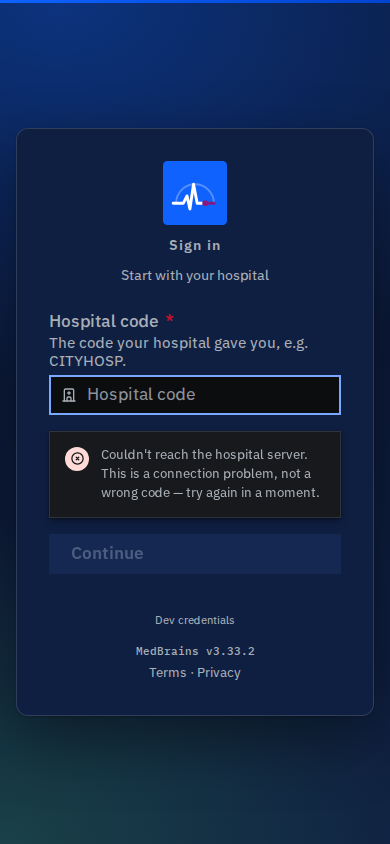 Sign in
Start with your hospital
Hospital code *
The code your hospital gave you, e.g.
CITYHOSP.
Hospital code
Couldn't reach the hospital server.
This is a connection problem, not a
wrong code — try again in a moment.
Continue
Dev credentials
MedBrains v3.33.2
Terms · Privacy